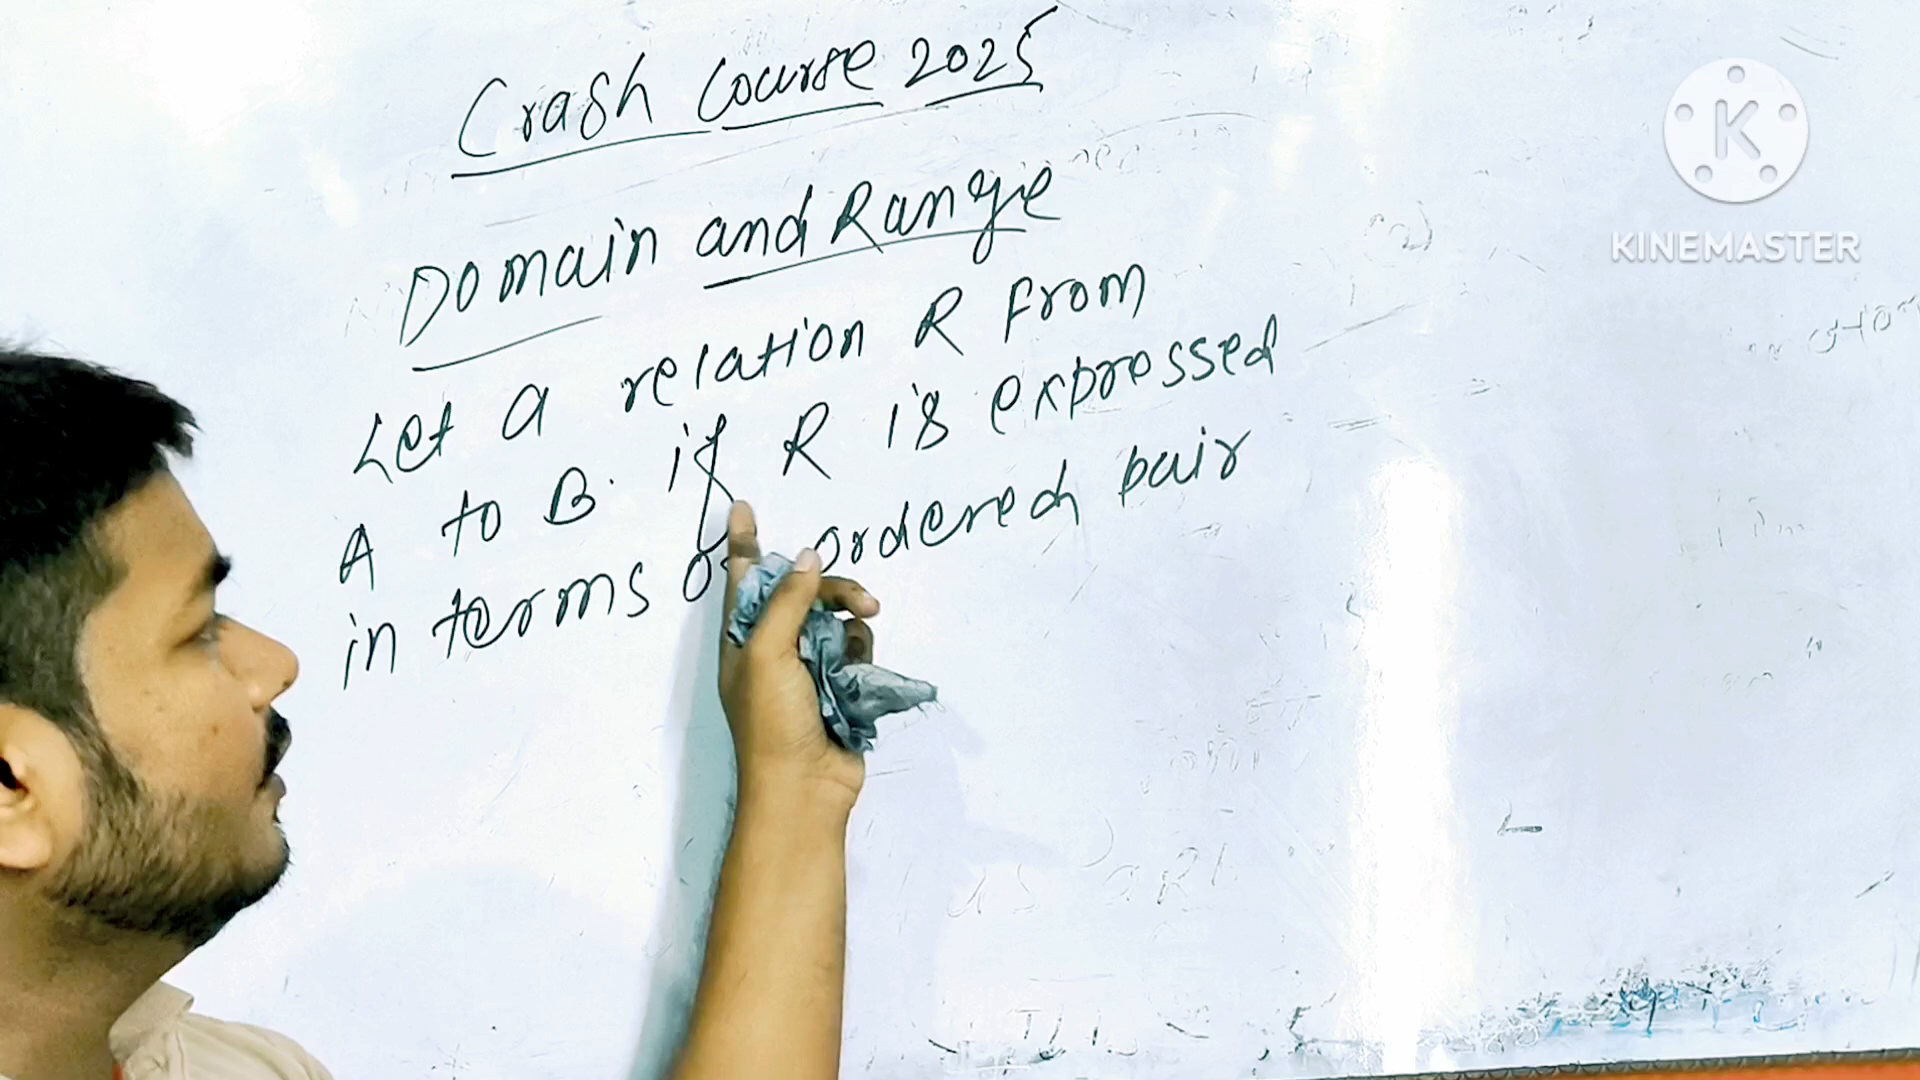 Crash Course 2025
Domain and Range
Let a relation R from
A to B. if R is expressed
in terms of ordered pair
K
KINEMASTER